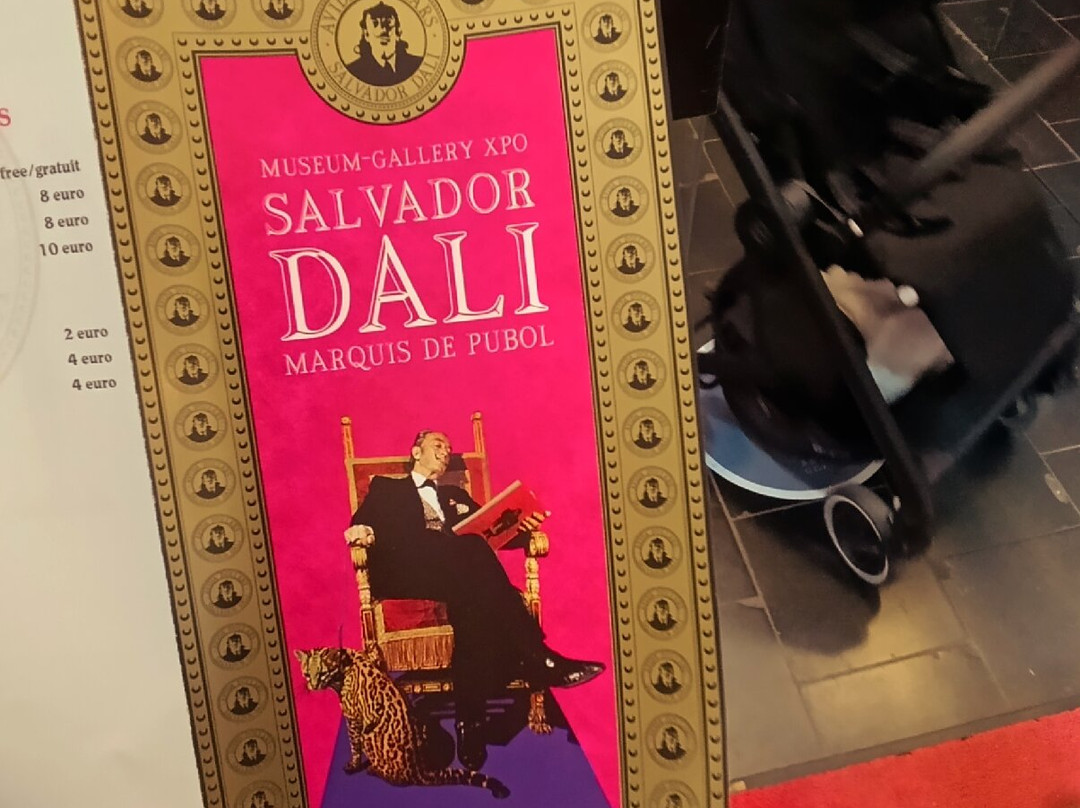 s
free/gratuit
8 euro
8 euro
10 euro
2 euro
4 euro
4 euro
SALVADOR DALI
MUSEUM-GALLERY XPO
SALVADOR
DALI
MARQUIS DE PUBOL